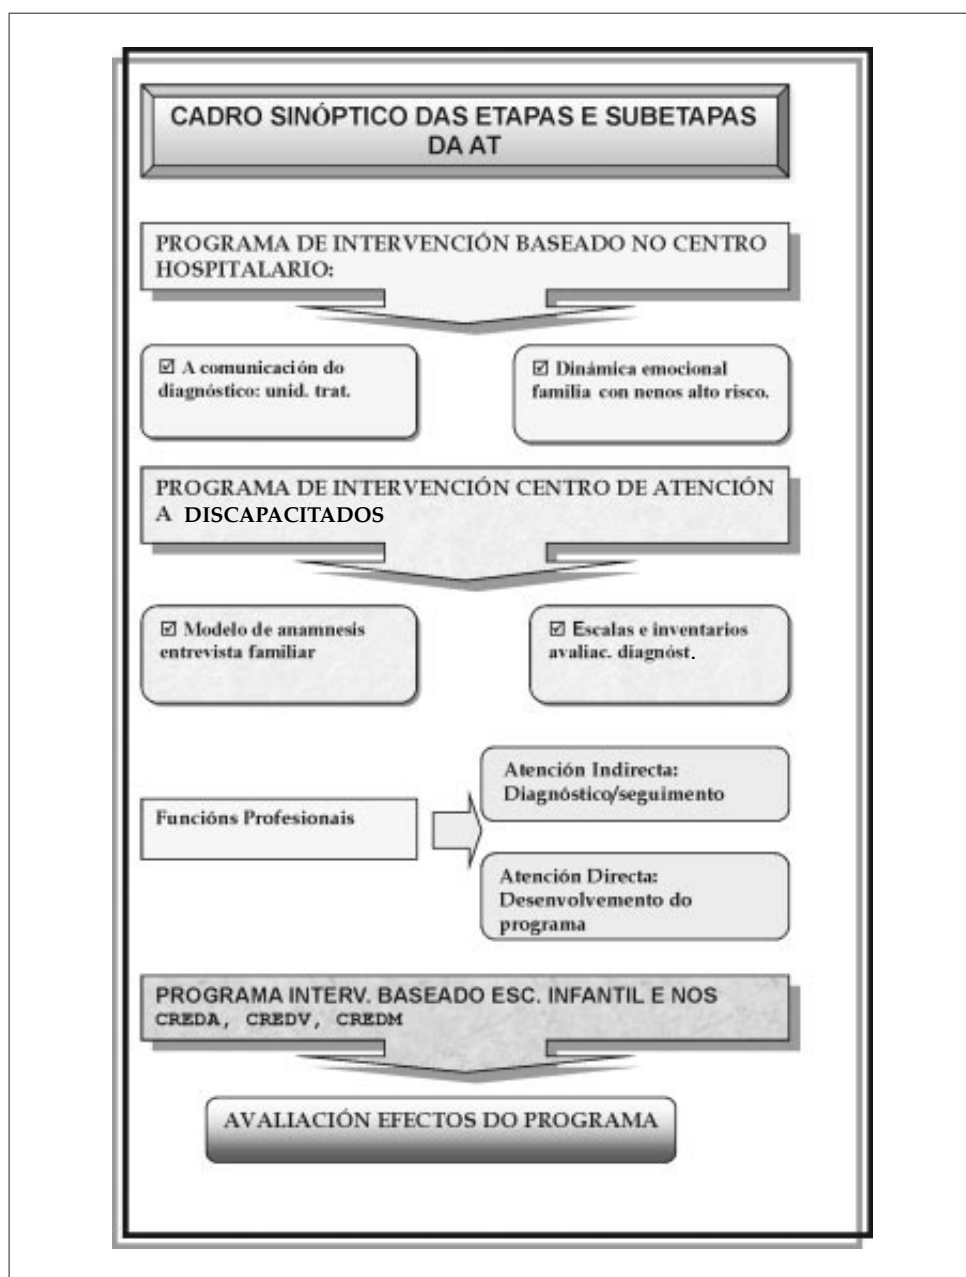 CADRO SINÓPTICO DAS ETAPAS E SUBETAPAS
DA AT
PROGRAMA DE INTERVENCIÓN BASEADO NO CENTRO
HOSPITALARIO:
☑ A comunicación do
diagnóstico: unid. trat.
☑ Dinámica emocional
familia con nenos alto risco.
PROGRAMA DE INTERVENCIÓN CENTRO DE ATENCIÓN
A DISCAPACITADOS
☑ Modelo de anamnesis
entrevista familiar
☑ Escalas e inventarios
avaliac. diagnóst.
Funcións Profesionais
Atención Indirecta:
Diagnóstico/seguimento
Atención Directa:
Desenvolvemento do
programa
PROGRAMA INTERV. BASEADO ESC. INFANTIL E NOS
CREDA, CREDV, CREDM
AVALIACIÓN EFECTOS DO PROGRAMA